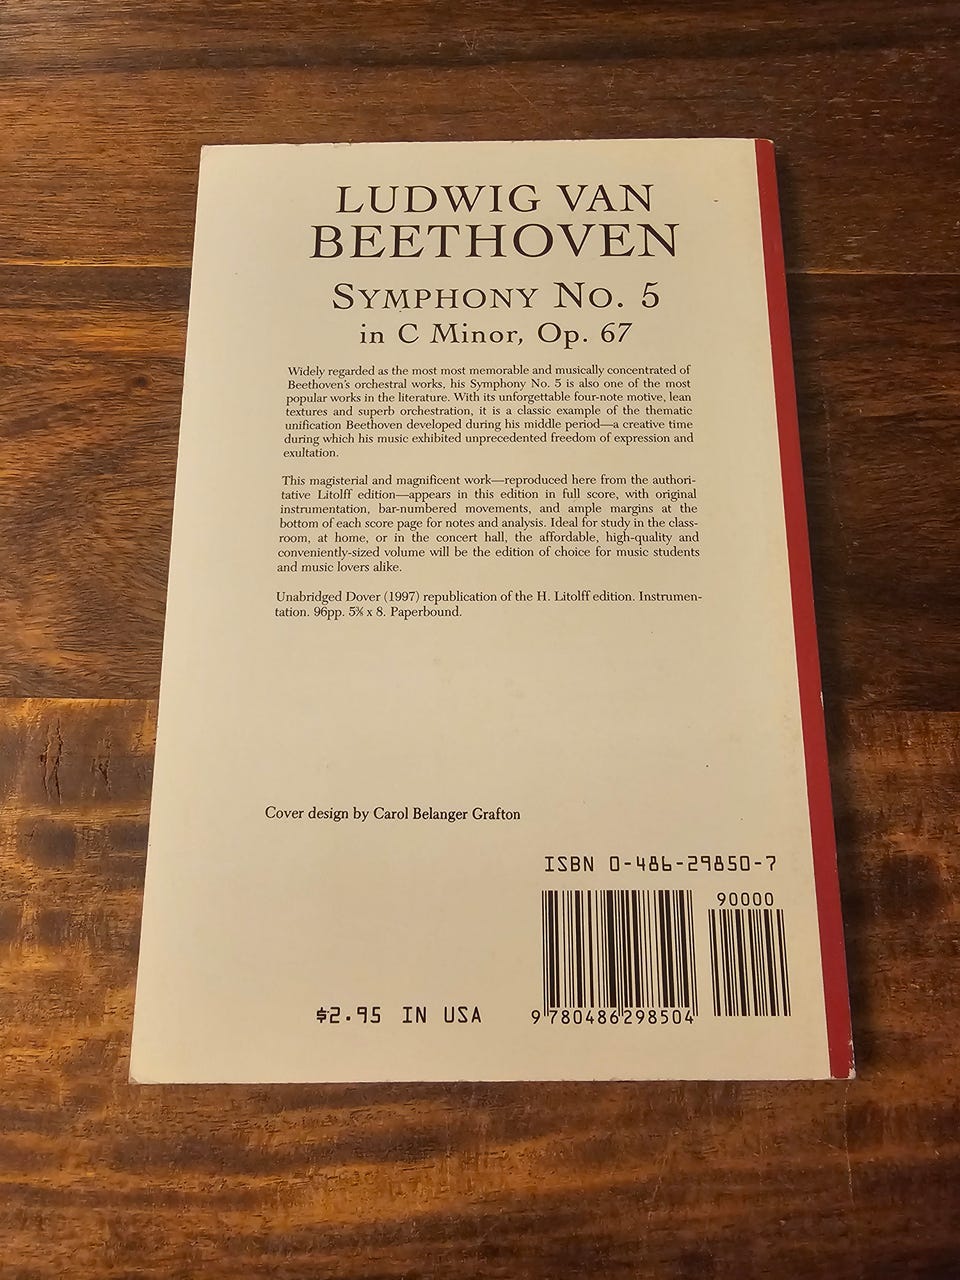 LUDWIG VAN
BEETHOVEN
SYMPHONY NO. 5
in C Minor, Op. 67
Widely regarded as the most most memorable and musically concentrated of
Beethoven's orchestral works, his Symphony No. 5 is also one of the most
popular works in the literature. With its unforgettable four-note motive, lean
textures and superb orchestration, it is a classic example of the thematic
unification Beethoven developed during his middle period—a creative time
during which his music exhibited unprecedented freedom of expression and
exultation.
This magisterial and magnificent work—reproduced here from the authori-
tative Litolff edition—appears in this edition in full score, with original
instrumentation, bar-numbered movements, and ample margins at the
bottom of each score page for notes and analysis. Ideal for study in the class-
room, at home, or in the concert hall, the affordable, high-quality and
conveniently-sized volume will be the edition of choice for music students
and music lovers alike.
Unabridged Dover (1997) republication of the H. Litolff edition. Instrumen-
tation. 96pp. 5⅜ x 8. Paperbound.
Cover design by Carol Belanger Grafton
ISBN 0-486-29850-7
90000
$2.95 IN USA
9 780486 298504